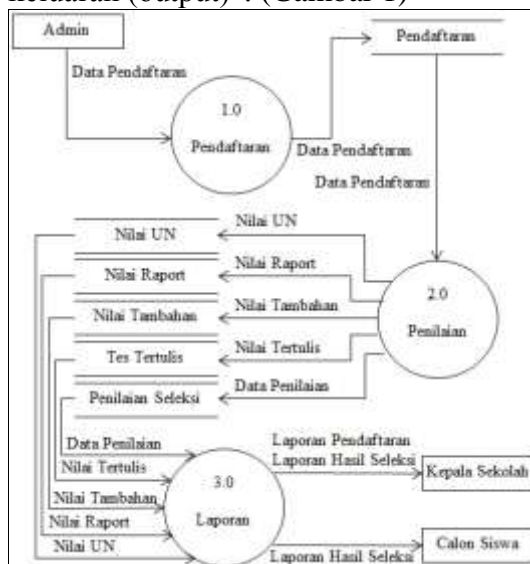 keluaran (output) . (Gambar 1)
Admin
Pendaftaran
Data Pendaftaran
1.0
Pendaftaran
Data Pendaftaran
Data Pendaftaran
Nilai UN
Nilai UN
Nilai Raport
Nilai Raport
Nilai Tambahan
Nilai Tambahan
2.0
Penilaian
Tes Tertulis
Nilai Tertulis
Penilaian Seleksi
Data Penilaian
Data Penilaian
Nilai Tertulis
Nilai Tambahan
Nilai Raport
Nilai UN
3.0
Laporan
Laporan Pendaftaran
Laporan Hasil Seleksi
Kepala Sekolah
Laporan Hasil Seleksi
Calon Siswa